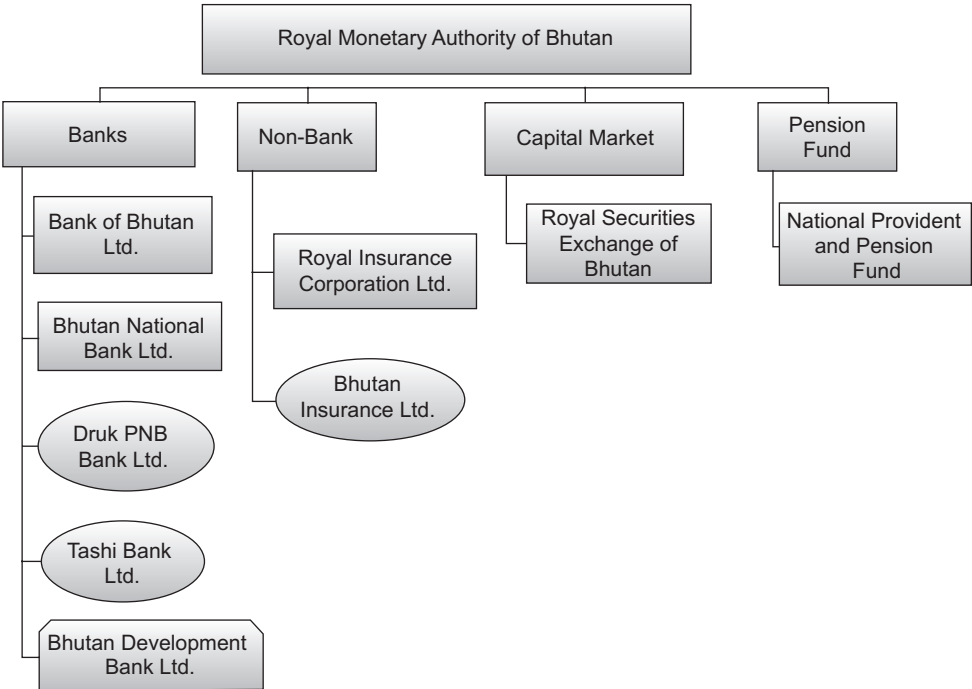 Royal Monetary Authority of Bhutan
Banks
Non-Bank
Capital Market
Pension
Fund
Bank of Bhutan
Ltd.
Bhutan National
Bank Ltd.
Druk PNB
Bank Ltd.
Tashi Bank
Ltd.
Bhutan Development
Bank Ltd.
Royal Insurance
Corporation Ltd.
Bhutan
Insurance Ltd.
Royal Securities
Exchange of
Bhutan
National Provident
and Pension
Fund